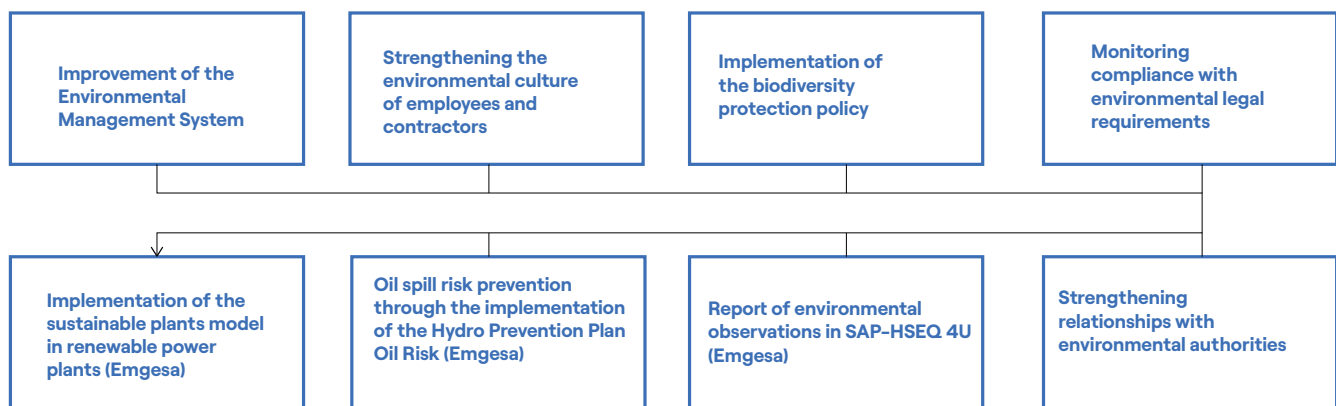 Improvement of the
Environmental
Management System
Strengthening the
environmental culture
of employees and
contractors
Implementation of
the biodiversity
protection policy
Monitoring
compliance with
environmental legal
requirements
Implementation of the
sustainable plants model
in renewable power
plants (Emgesa)
Oil spill risk prevention
through the implementation
of the Hydro Prevention Plan
Oil Risk (Emgesa)
Report of environmental
observations in SAP-HSEQ 4U
(Emgesa)
Strengthening
relationships with
environmental authorities